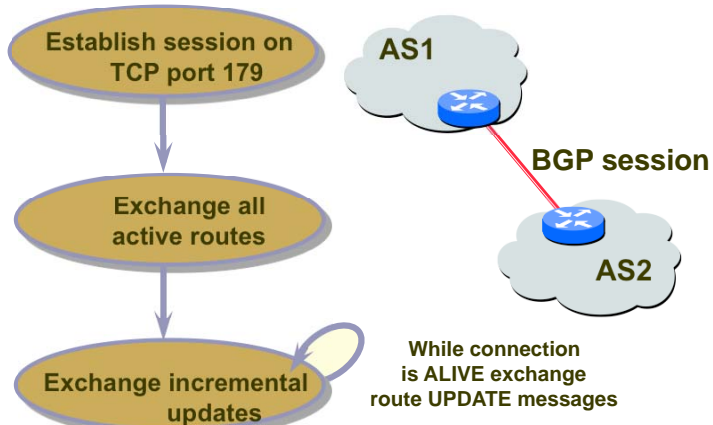 Establish session on
TCP port 179
AS1
BGP session
Exchange all
active routes
AS2
While connection
is ALIVE exchange
route UPDATE messages
Exchange incremental
updates